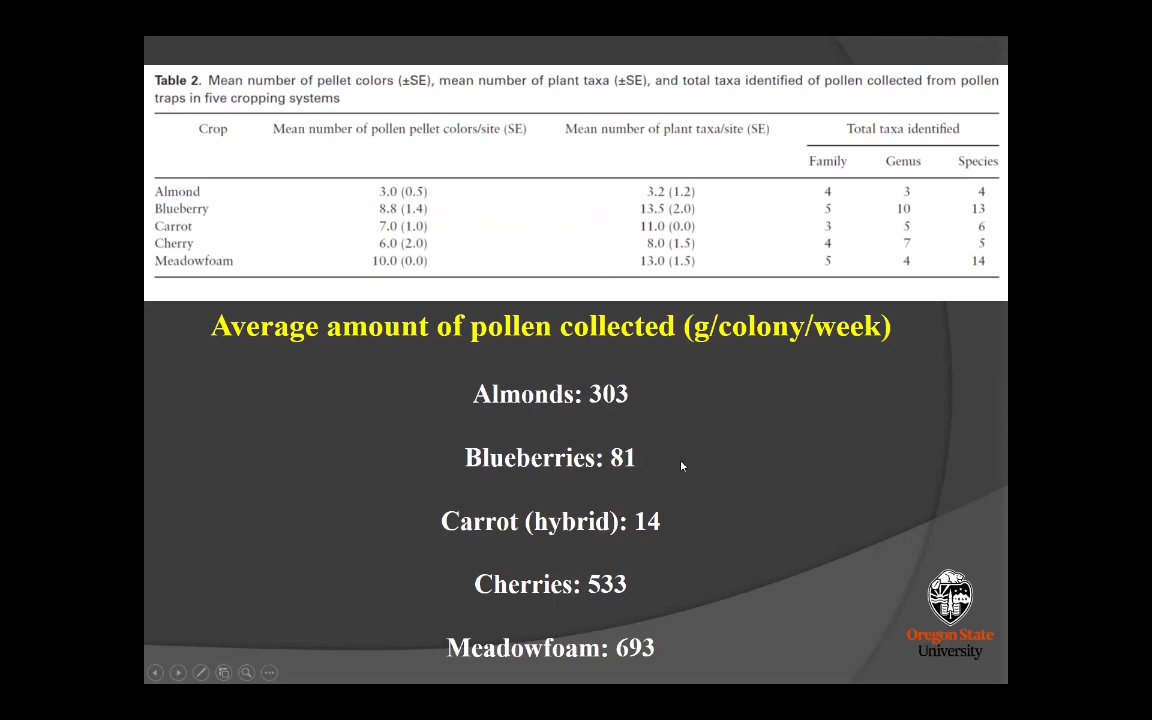 Table 2. Mean number of pellet colors (±SE), mean number of plant taxa (±SE), and total taxa identified of pollen collected from pollen
traps in five cropping systems
Crop Mean number of pollen pellet colors/site (SE) Mean number of plant taxa/site (SE) Total taxa identified
Family Genus Species
Almond 3.0 (0.5) 3.2 (1.2) 4 3 4
Blueberry 8.8 (1.4) 13.5 (2.0) 5 10 13
Carrot 7.0 (1.0) 11.0 (0.0) 3 5 6
Cherry 6.0 (2.0) 8.0 (1.5) 4 7 5
Meadowfoam 10.0 (0.0) 13.0 (1.5) 5 4 14
Average amount of pollen collected (g/colony/week)
Almonds: 303
Blueberries: 81
Carrot (hybrid): 14
Cherries: 533
Meadowfoam: 693
Oregon State
University